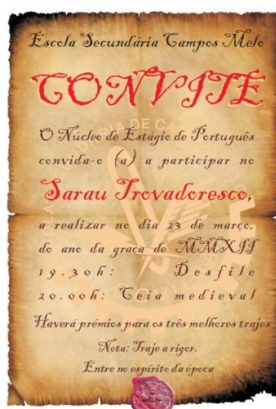 Escola Secundária Campos Melo
CONVITE
O Núcleo de Estágio de Português
convida-o (a) a participar no
Sarau Trovadoresco,
a realizar no dia 23 de março,
do ano da graça de MMXII
19.30h: Desfile
20.00h: Ceia medieval
Haverá prémios para os três melhores trajes
Nota: Traje a rigor.
Entre no espírito da época